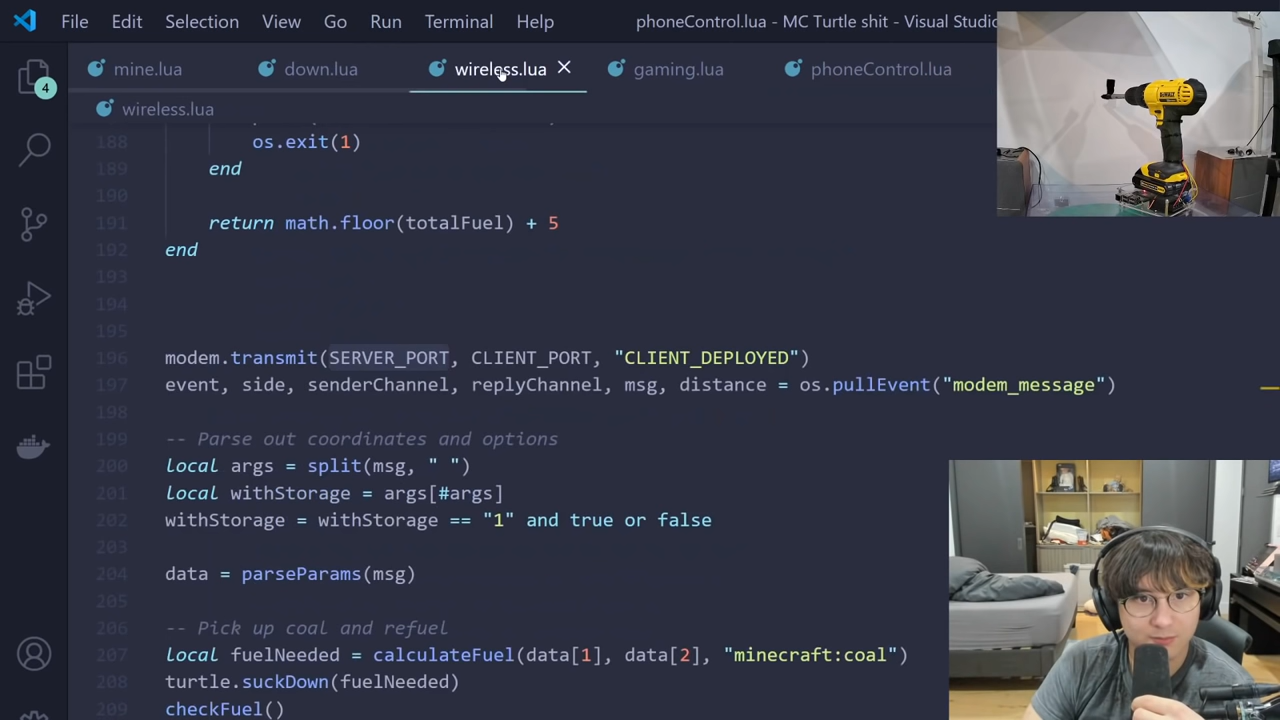 File Edit Selection View Go Run Terminal Help phoneControl.lua - MC Turtle shit - Visual Studio
mine.lua down.lua wireless.lua gaming.lua phoneControl.lua
4
wireless.lua
188 os.exit(1)
189 end
190
191 return math.floor(totalFuel) + 5
192 end
193
194
195
196 modem.transmit(SERVER_PORT, CLIENT_PORT, "CLIENT_DEPLOYED")
197 event, side, senderChannel, replyChannel, msg, distance = os.pullEvent("modem_message")
198
199 -- Parse out coordinates and options
200 local args = split(msg, " ")
201 local withStorage = args[#args]
202 withStorage = withStorage == "1" and true or false
203
204 data = parseParams(msg)
205
206 -- Pick up coal and refuel
207 local fuelNeeded = calculateFuel(data[1], data[2], "minecraft:coal")
208 turtle.suckDown(fuelNeeded)
209 checkFuel()